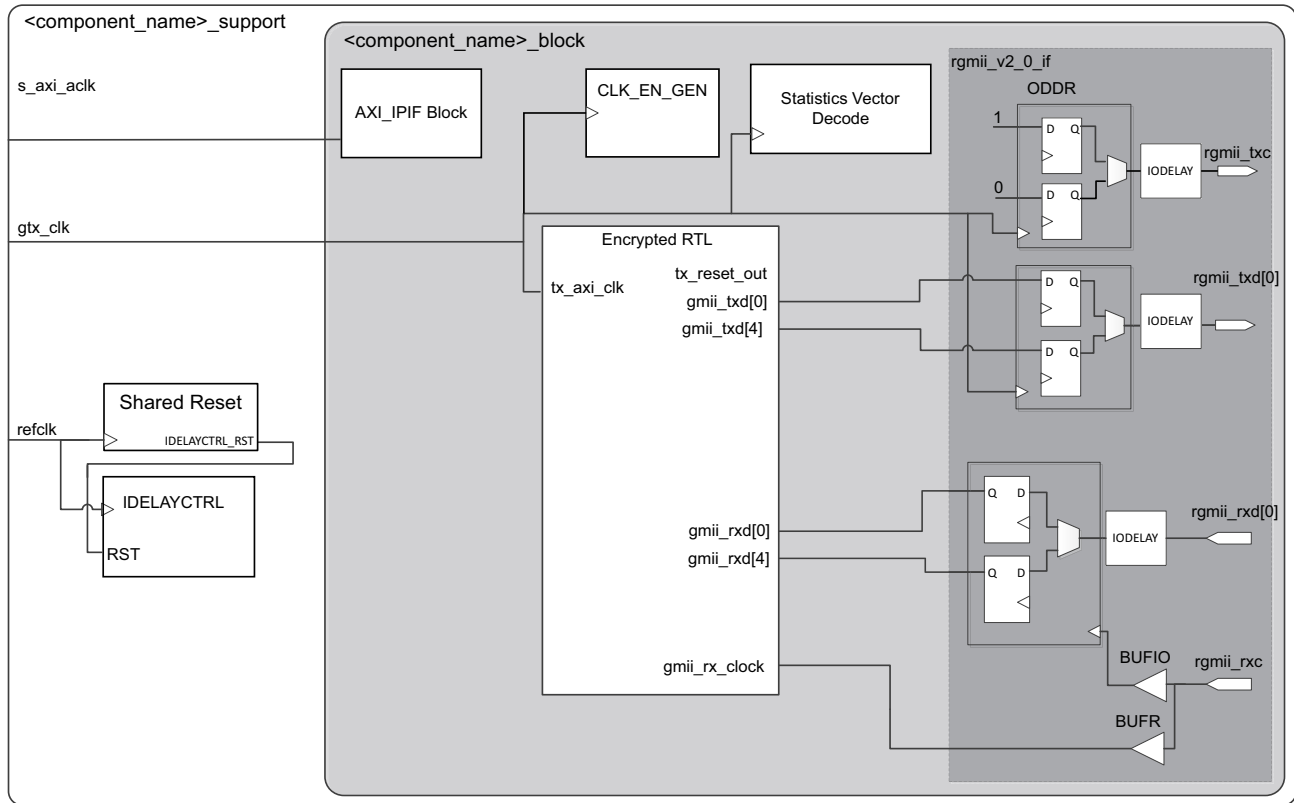 <component_name>_support
<component_name>_block
s_axi_aclk
AXI_IPIF Block
CLK_EN_GEN
Statistics Vector
Decode
rgmii_v2_0_if
ODDR
1
D Q
0
D Q
IODELAY
rgmii_txc
gtx_clk
Encrypted RTL
tx_axi_clk
tx_reset_out
gmii_txd[0]
gmii_txd[4]
D Q
D Q
IODELAY
rgmii_txd[0]
refclk
Shared Reset
IDELAYCTRL_RST
IDELAYCTRL
RST
gmii_rxd[0]
gmii_rxd[4]
Q D
Q D
IODELAY
rgmii_rxd[0]
gmii_rx_clock
BUFIO
rgmii_rxc
BUFR